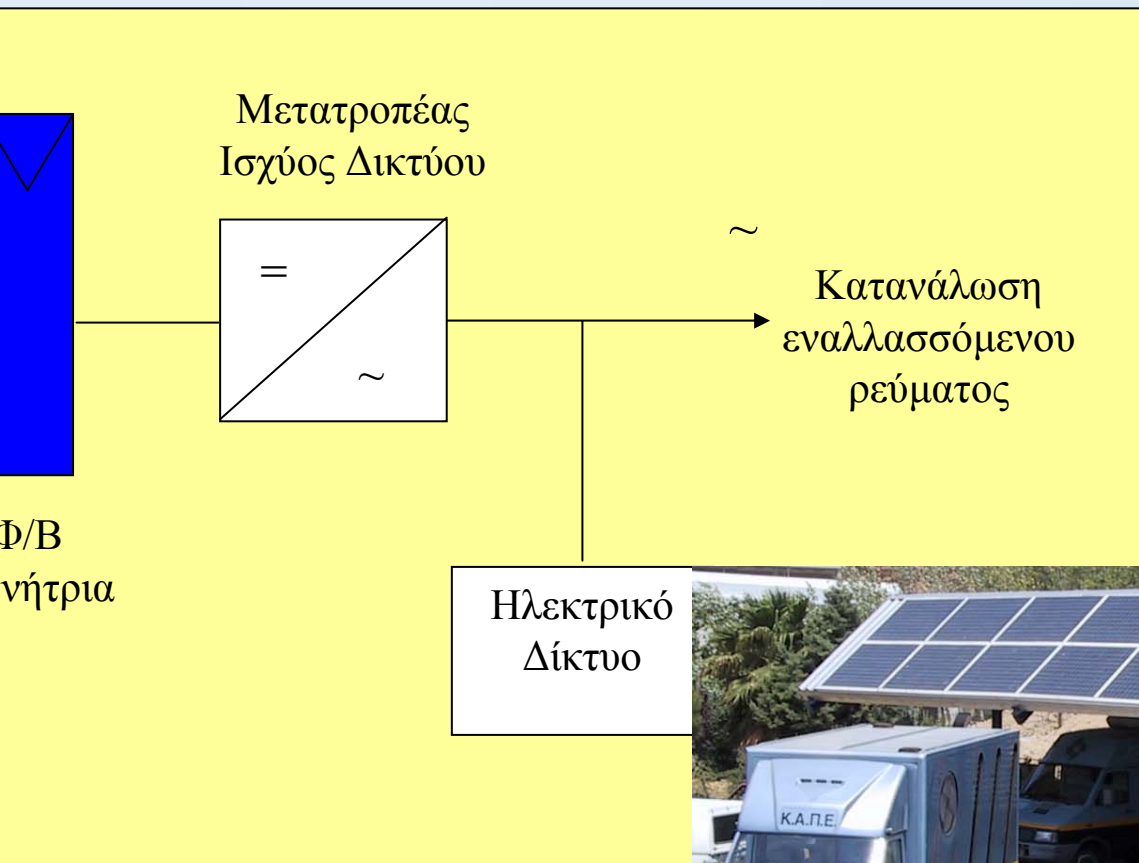 Μετατροπέας
Ισχύος Δικτύου
=
~
~
Κατανάλωση
εναλλασσόμενου
ρεύματος
Φ/Β
νήτρια
Ηλεκτρικό
Δίκτυο
Κ.Α.Π.Ε.